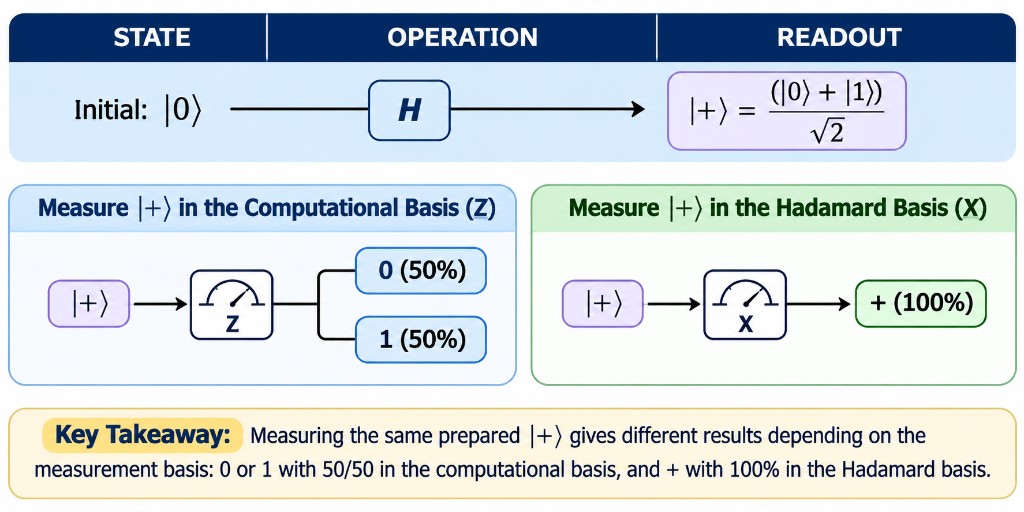 STATE OPERATION READOUT
Initial: |0⟩ H |+⟩ = (|0⟩ + |1⟩) / √2
Measure |+⟩ in the Computational Basis (Z)
|+⟩ Z 0 (50%)
1 (50%)
Measure |+⟩ in the Hadamard Basis (X)
|+⟩ X + (100%)
Key Takeaway: Measuring the same prepared |+⟩ gives different results depending on the
measurement basis: 0 or 1 with 50/50 in the computational basis, and + with 100% in the Hadamard basis.